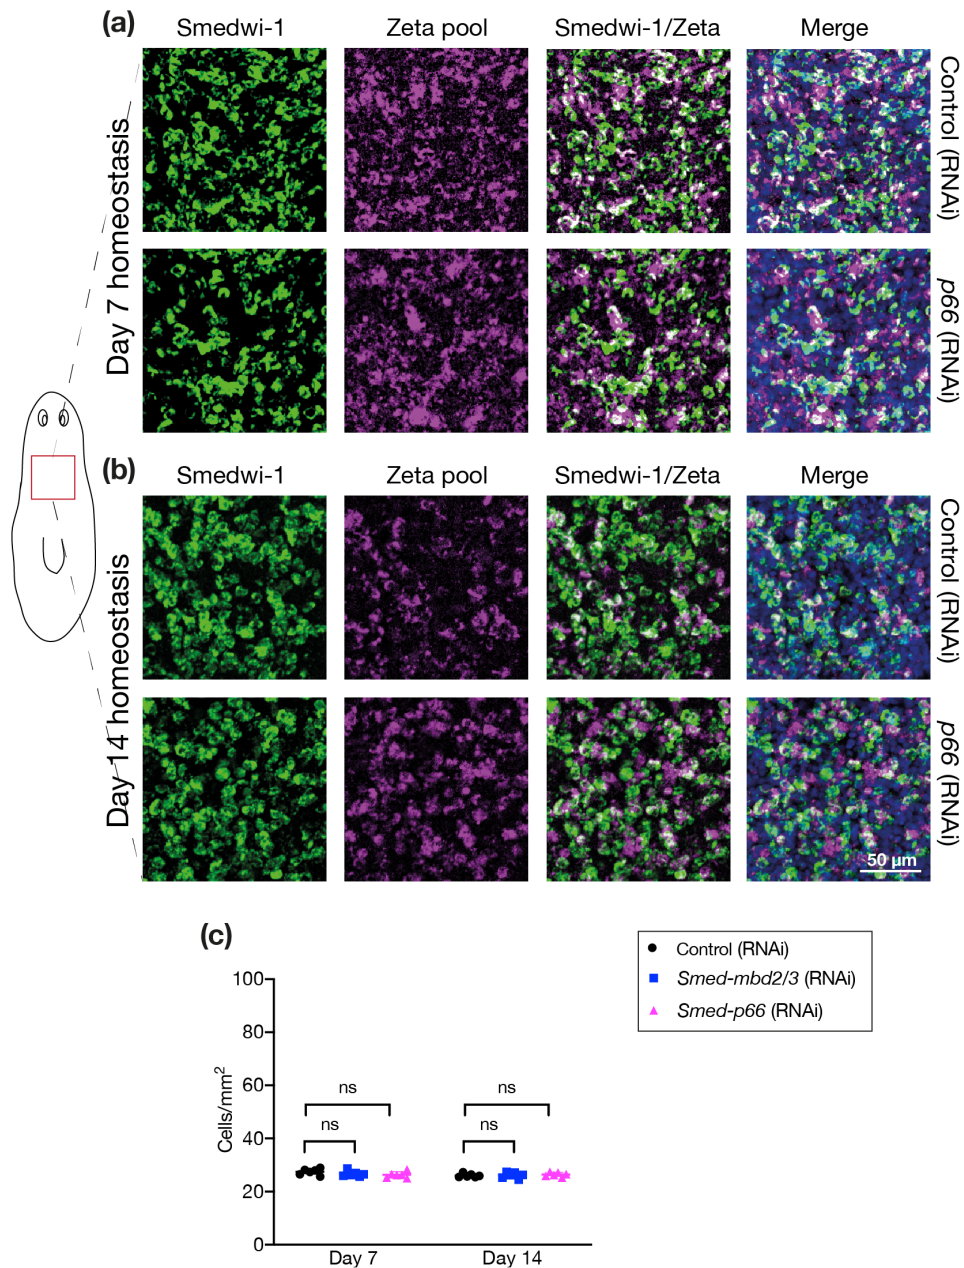 (a)
Smedwi-1 Zeta pool Smedwi-1/Zeta Merge
Day 7 homeostasis
Control (RNAi)
p66 (RNAi)
(b)
Smedwi-1 Zeta pool Smedwi-1/Zeta Merge
Day 14 homeostasis
Control (RNAi)
p66 (RNAi)
50 µm
(c)
Control (RNAi)
Smed-mbd2/3 (RNAi)
Smed-p66 (RNAi)
Cells/mm²
100
80
60
40
20
0
ns
ns
ns
ns
Day 7 Day 14